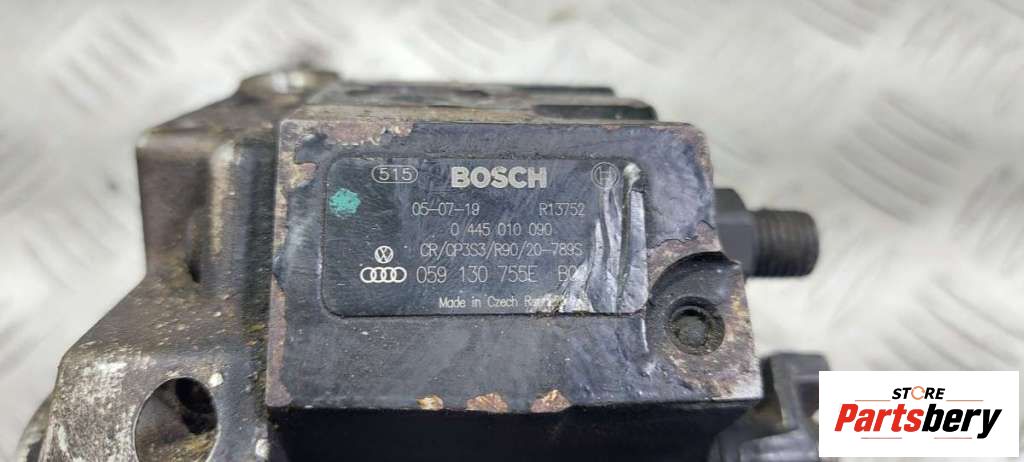 515 BOSCH
05-07-19 R13752
0 445 010 090
CR/CP3S3/R90/20-789S
059 130 755E
Made in Czech
STORE
Partsbery